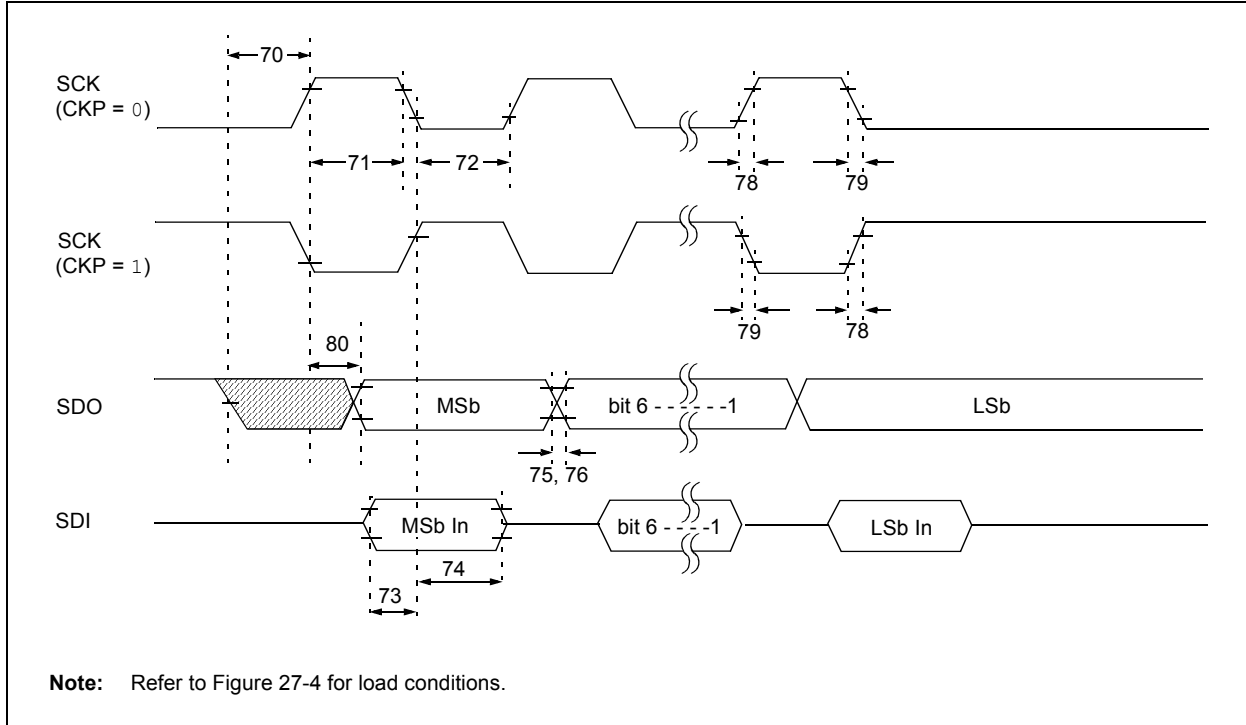 70
SCK
(CKP = 0)
71
72
78
79
SCK
(CKP = 1)
79
78
80
SDO
MSb
bit 6 - - - - - -1
LSb
75, 76
SDI
MSb In
bit 6 - - - -1
LSb In
74
73
Note: Refer to Figure 27-4 for load conditions.